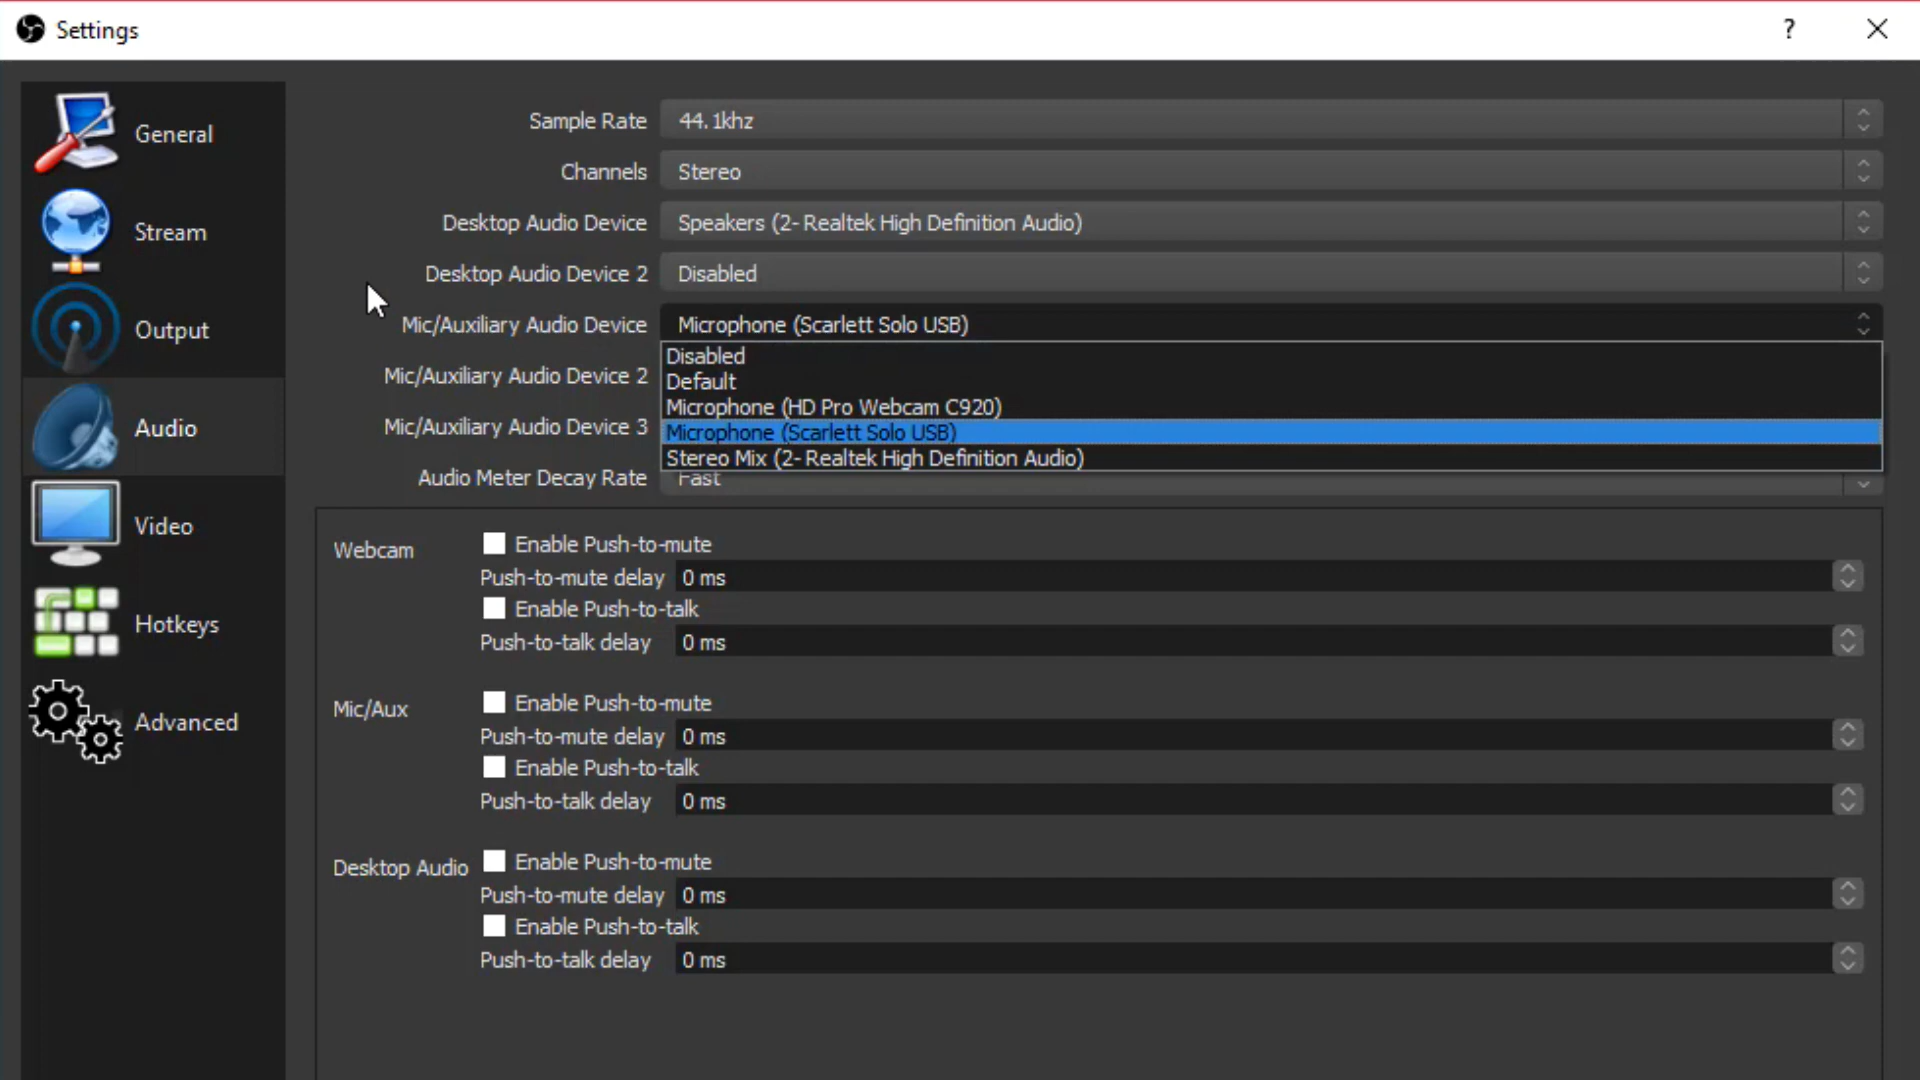 Settings
?
General
Stream
Output
Audio
Video
Hotkeys
Advanced
Sample Rate 44.1khz
Channels Stereo
Desktop Audio Device Speakers (2- Realtek High Definition Audio)
Desktop Audio Device 2 Disabled
Mic/Auxiliary Audio Device Microphone (Scarlett Solo USB)
Disabled
Mic/Auxiliary Audio Device 2
Default
Microphone (HD Pro Webcam C920)
Mic/Auxiliary Audio Device 3 Microphone (Scarlett Solo USB)
Stereo Mix (2- Realtek High Definition Audio)
Audio Meter Decay Rate Fast
Webcam Enable Push-to-mute
Push-to-mute delay 0 ms
Enable Push-to-talk
Push-to-talk delay 0 ms
Mic/Aux Enable Push-to-mute
Push-to-mute delay 0 ms
Enable Push-to-talk
Push-to-talk delay 0 ms
Desktop Audio Enable Push-to-mute
Push-to-mute delay 0 ms
Enable Push-to-talk
Push-to-talk delay 0 ms